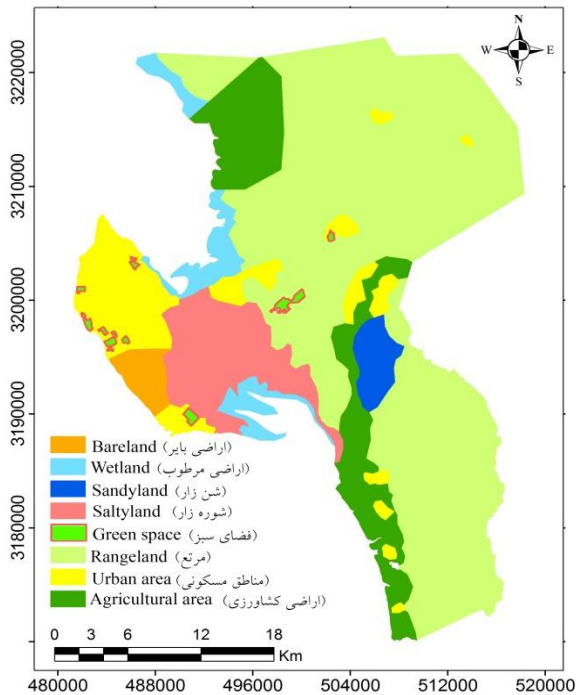 N
W E
S
3220000
3210000
3200000
3190000
3180000
Bareland (اراضی بایر)
Wetland (اراضی مرطوب)
Sandyland (شن زار)
Saltyland (شوره زار)
Green space (فضای سبز)
Rangeland (مرتع)
Urban area (مناطق مسکونی)
Agricultural area (اراضی کشاورزی)
0 3 6 12 18
Km
480000 488000 496000 504000 512000 520000